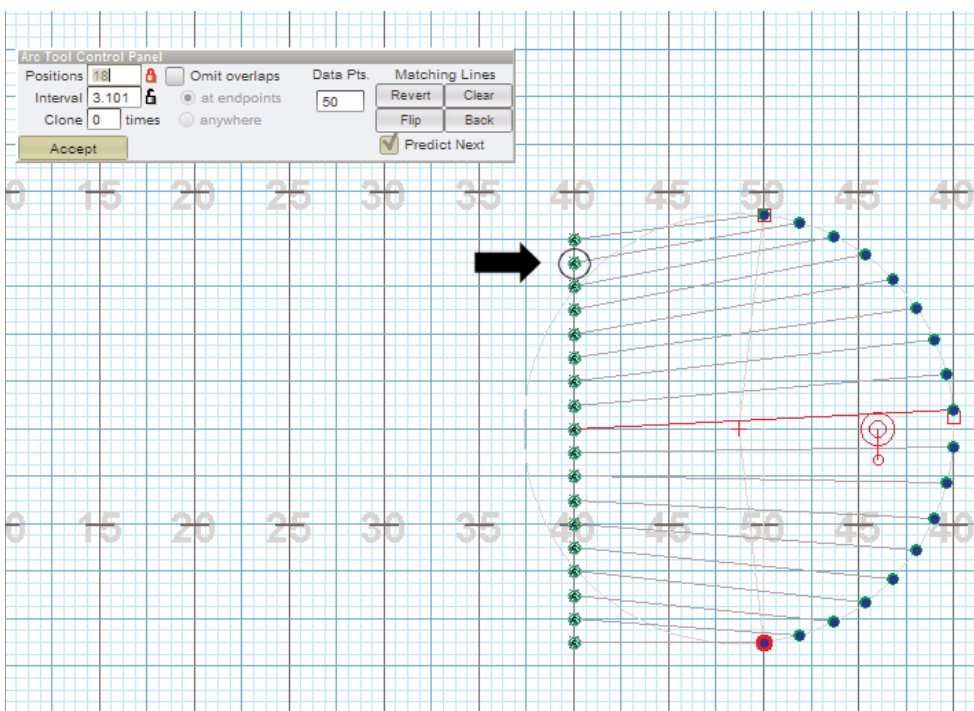 Arc Tool Control Panel
Positions 18 Omit overlaps Data Pts. Matching Lines
Interval 3.101 at endpoints 50 Revert Clear
Clone 0 times anywhere Flip Back
Accept Predict Next
0 15 20 25 30 35 40 45 50 45 40
0 15 20 25 30 35 40 45 50 45 40